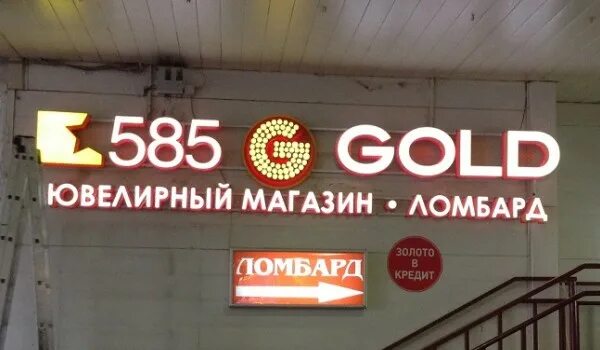 585 G GOLD
ЮВЕЛИРНЫЙ МАГАЗИН • ЛОМБАРД
ЛОМБАРД
ЗОЛОТО
В
КРЕДИТ